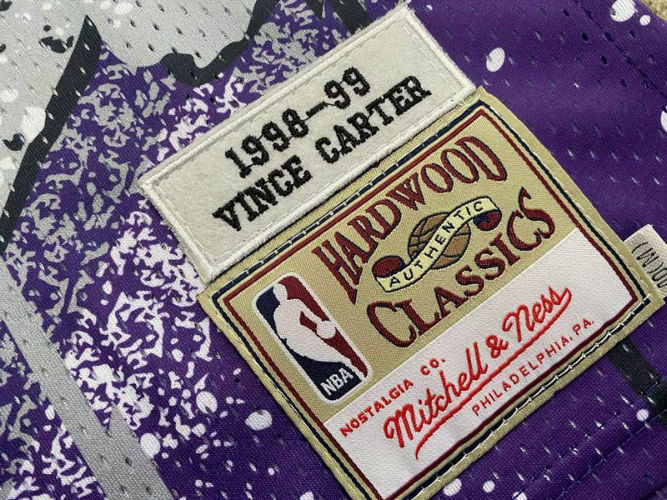 1998-99
VINCE CARTER
HARDWOOD
AUTHENTIC
CLASSICS
NBA
NOSTALGIA CO.
Mitchell & Ness
PHILADELPHIA, PA.